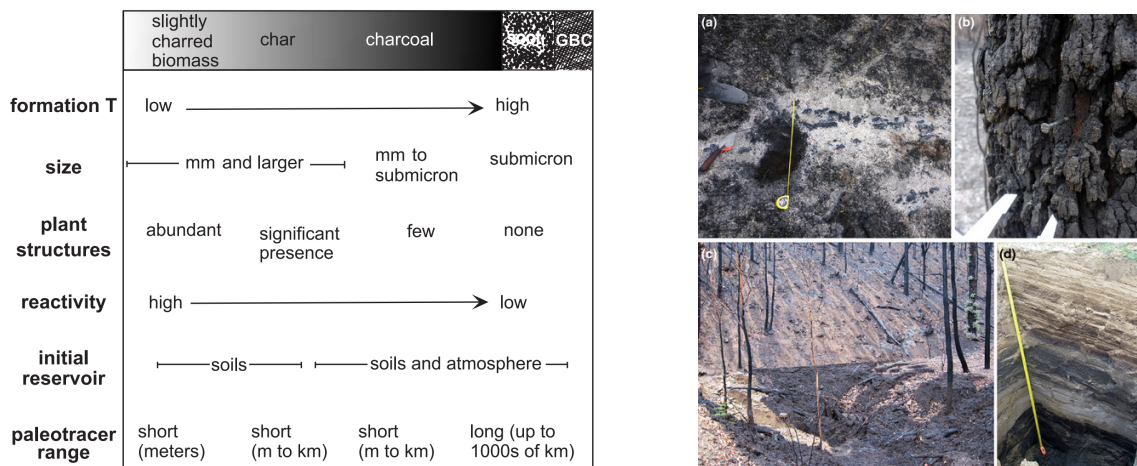 slightly
charred
biomass
char
charcoal
soot
GBC
formation T
low
high
size
mm and larger
mm to
submicron
submicron
plant
structures
abundant
significant
presence
few
none
reactivity
high
low
initial
reservoir
soils
soils and atmosphere
paleotracer
range
short
(meters)
short
(m to km)
short
(m to km)
long (up to
1000s of km)
(a)
(b)
(c)
(d)